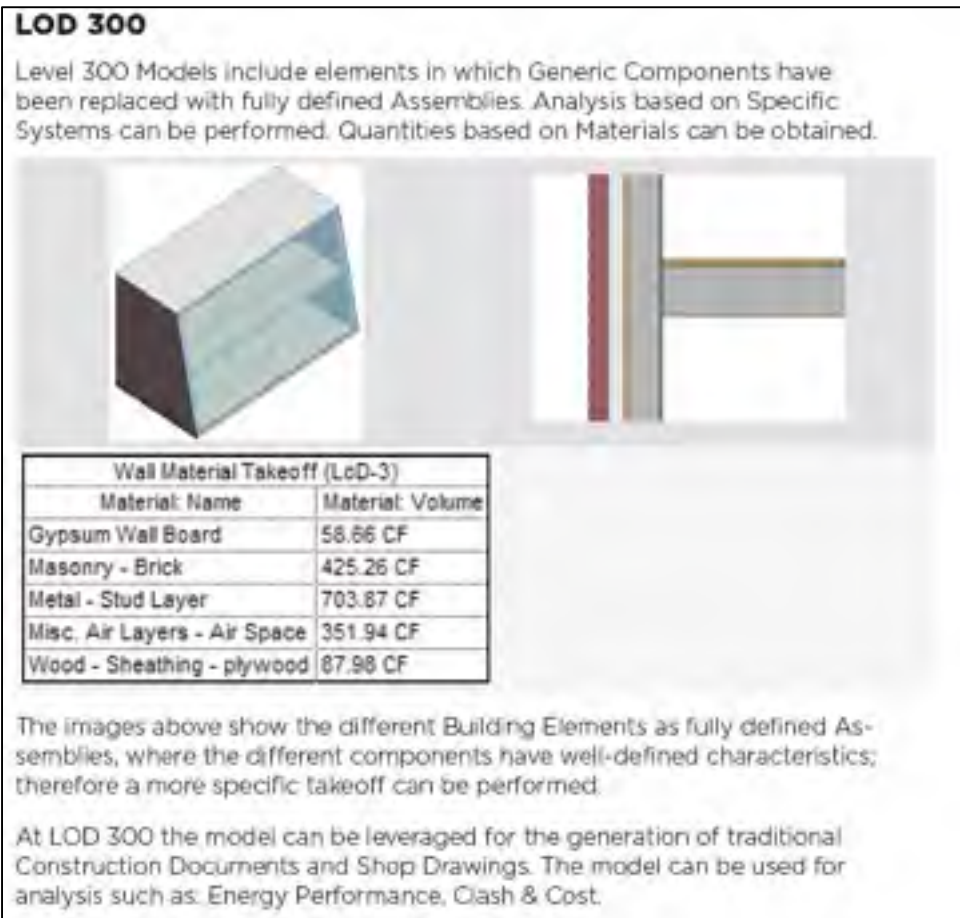 LOD 300
Level 300 Models include elements in which Generic Components have
been replaced with fully defined Assemblies. Analysis based on Specific
Systems can be performed. Quantities based on Materials can be obtained.
Wall Material Takeoff (LoD-3)
Material: Name Material: Volume
Gypsum Wall Board 58.66 CF
Masonry - Brick 425.26 CF
Metal - Stud Layer 703.87 CF
Misc. Air Layers - Air Space 351.94 CF
Wood - Sheathing - plywood 87.98 CF
The images above show the different Building Elements as fully defined As-
semblies, where the different components have well-defined characteristics;
therefore a more specific takeoff can be performed.
At LOD 300 the model can be leveraged for the generation of traditional
Construction Documents and Shop Drawings. The model can be used for
analysis such as: Energy Performance, Clash & Cost.